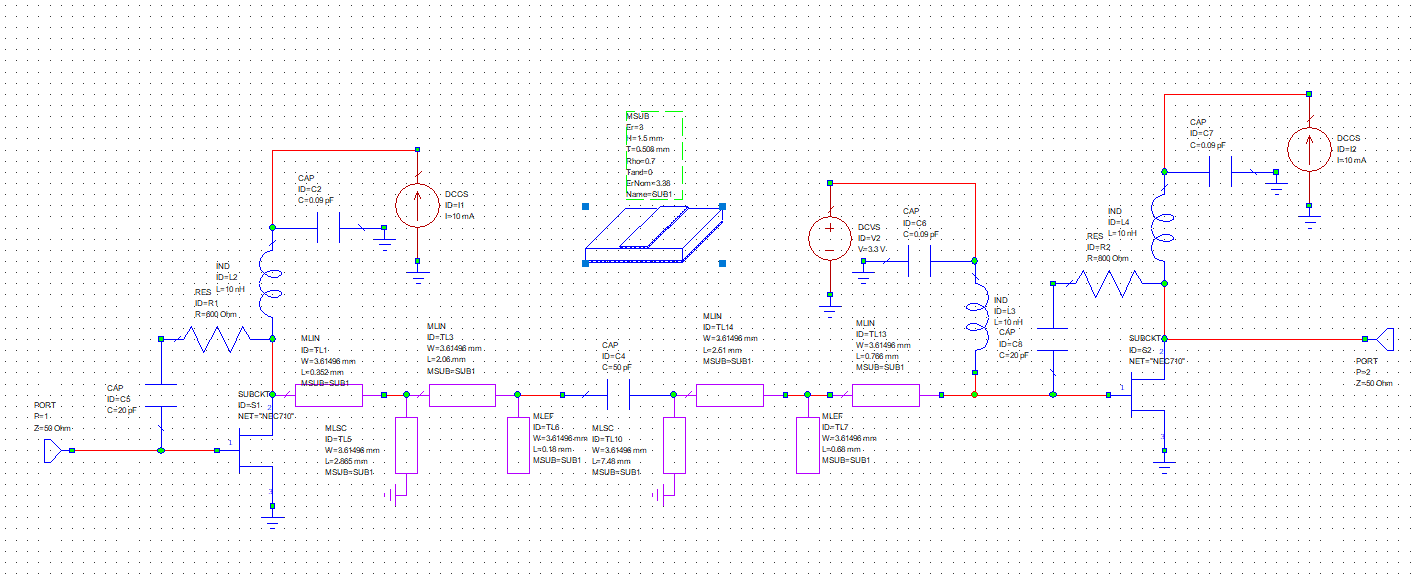 MSUB
Er=3
H=1.5 mm
T=0.508 mm
Rho=0.7
Tand=0
ErNom=3.38
Name=SUB1
CAP
ID=C7
C=0.09 pF
DCCS
ID=I2
I=10 mA
CAP
ID=C2
C=0.09 pF
DCCS
ID=I1
I=10 mA
CAP
ID=C6
C=0.09 pF
DCVS
ID=V2
V=3.3 V
IND
ID=L4
L=10 nH
RES
ID=R2
R=800 Ohm
IND
ID=L2
L=10 nH
RES
ID=R1
R=600 Ohm
IND
ID=L3
L=10 nH
CAP
ID=C8
C=20 pF
MLIN
ID=TL1
W=3.61496 mm
L=0.352 mm
MSUB=SUB1
MLIN
ID=TL3
W=3.61496 mm
L=2.06 mm
MSUB=SUB1
CAP
ID=C4
C=50 pF
MLIN
ID=TL14
W=3.61496 mm
L=2.51 mm
MSUB=SUB1
MLIN
ID=TL13
W=3.61496 mm
L=0.766 mm
MSUB=SUB1
SUBCKT
ID=S2
NET="NEC710"
PORT
P=2
Z=50 Ohm
CAP
ID=C5
C=20 pF
SUBCKT
ID=S1
NET="NEC710"
PORT
P=1
Z=50 Ohm
MLSC
ID=TL5
W=3.61496 mm
L=2.865 mm
MSUB=SUB1
MLEF
ID=TL6
W=3.61496 mm
L=0.18 mm
MSUB=SUB1
MLSC
ID=TL10
W=3.61496 mm
L=7.48 mm
MSUB=SUB1
MLEF
ID=TL7
W=3.61496 mm
L=0.68 mm
MSUB=SUB1
1
2
3
1
2
3